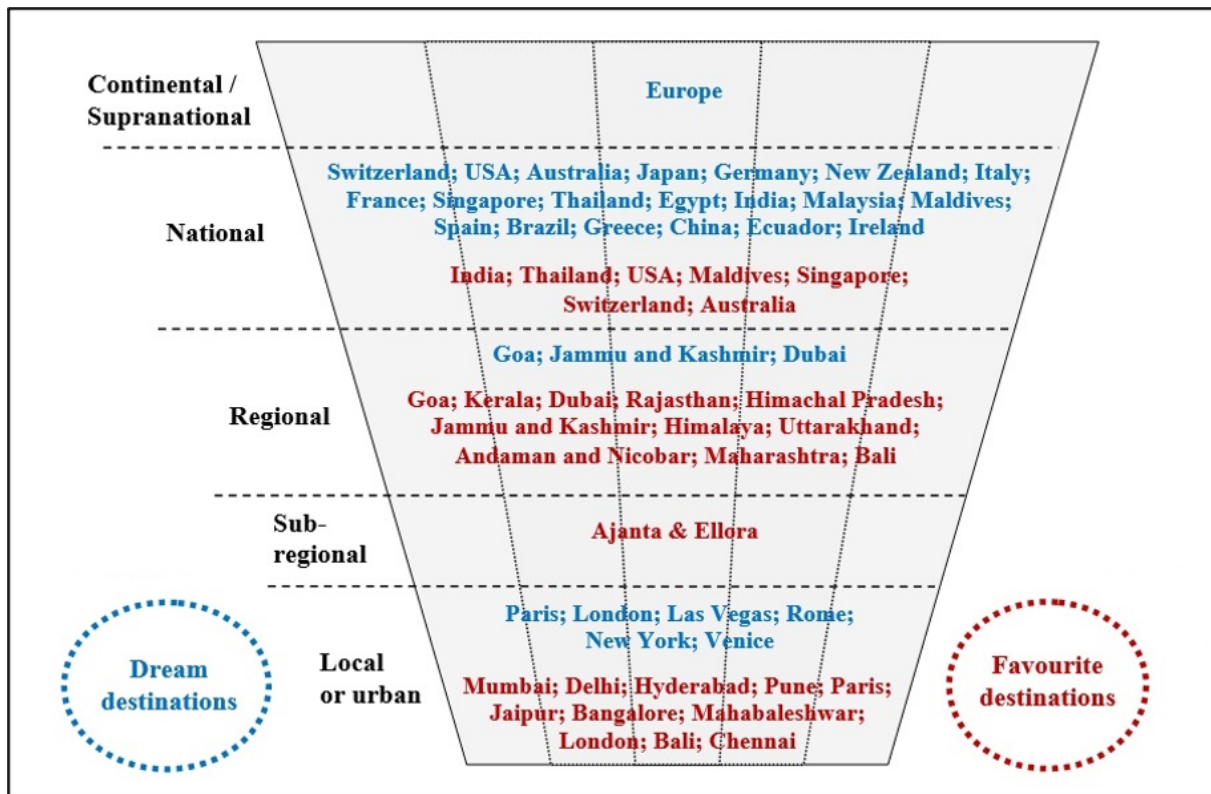 Continental /
Supranational
Europe
Switzerland; USA; Australia; Japan; Germany; New Zealand; Italy;
France; Singapore; Thailand; Egypt; India; Malaysia; Maldives;
Spain; Brazil; Greece; China; Ecuador; Ireland
National
India; Thailand; USA; Maldives; Singapore;
Switzerland; Australia
Goa; Jammu and Kashmir; Dubai
Regional
Goa; Kerala; Dubai; Rajasthan; Himachal Pradesh;
Jammu and Kashmir; Himalaya; Uttarakhand;
Andaman and Nicobar; Maharashtra; Bali
Sub-
regional
Ajanta & Ellora
Paris; London; Las Vegas; Rome;
New York; Venice
Local
or urban
Mumbai; Delhi; Hyderabad; Pune; Paris;
Jaipur; Bangalore; Mahabaleshwar;
London; Bali; Chennai
Dream
destinations
Favourite
destinations